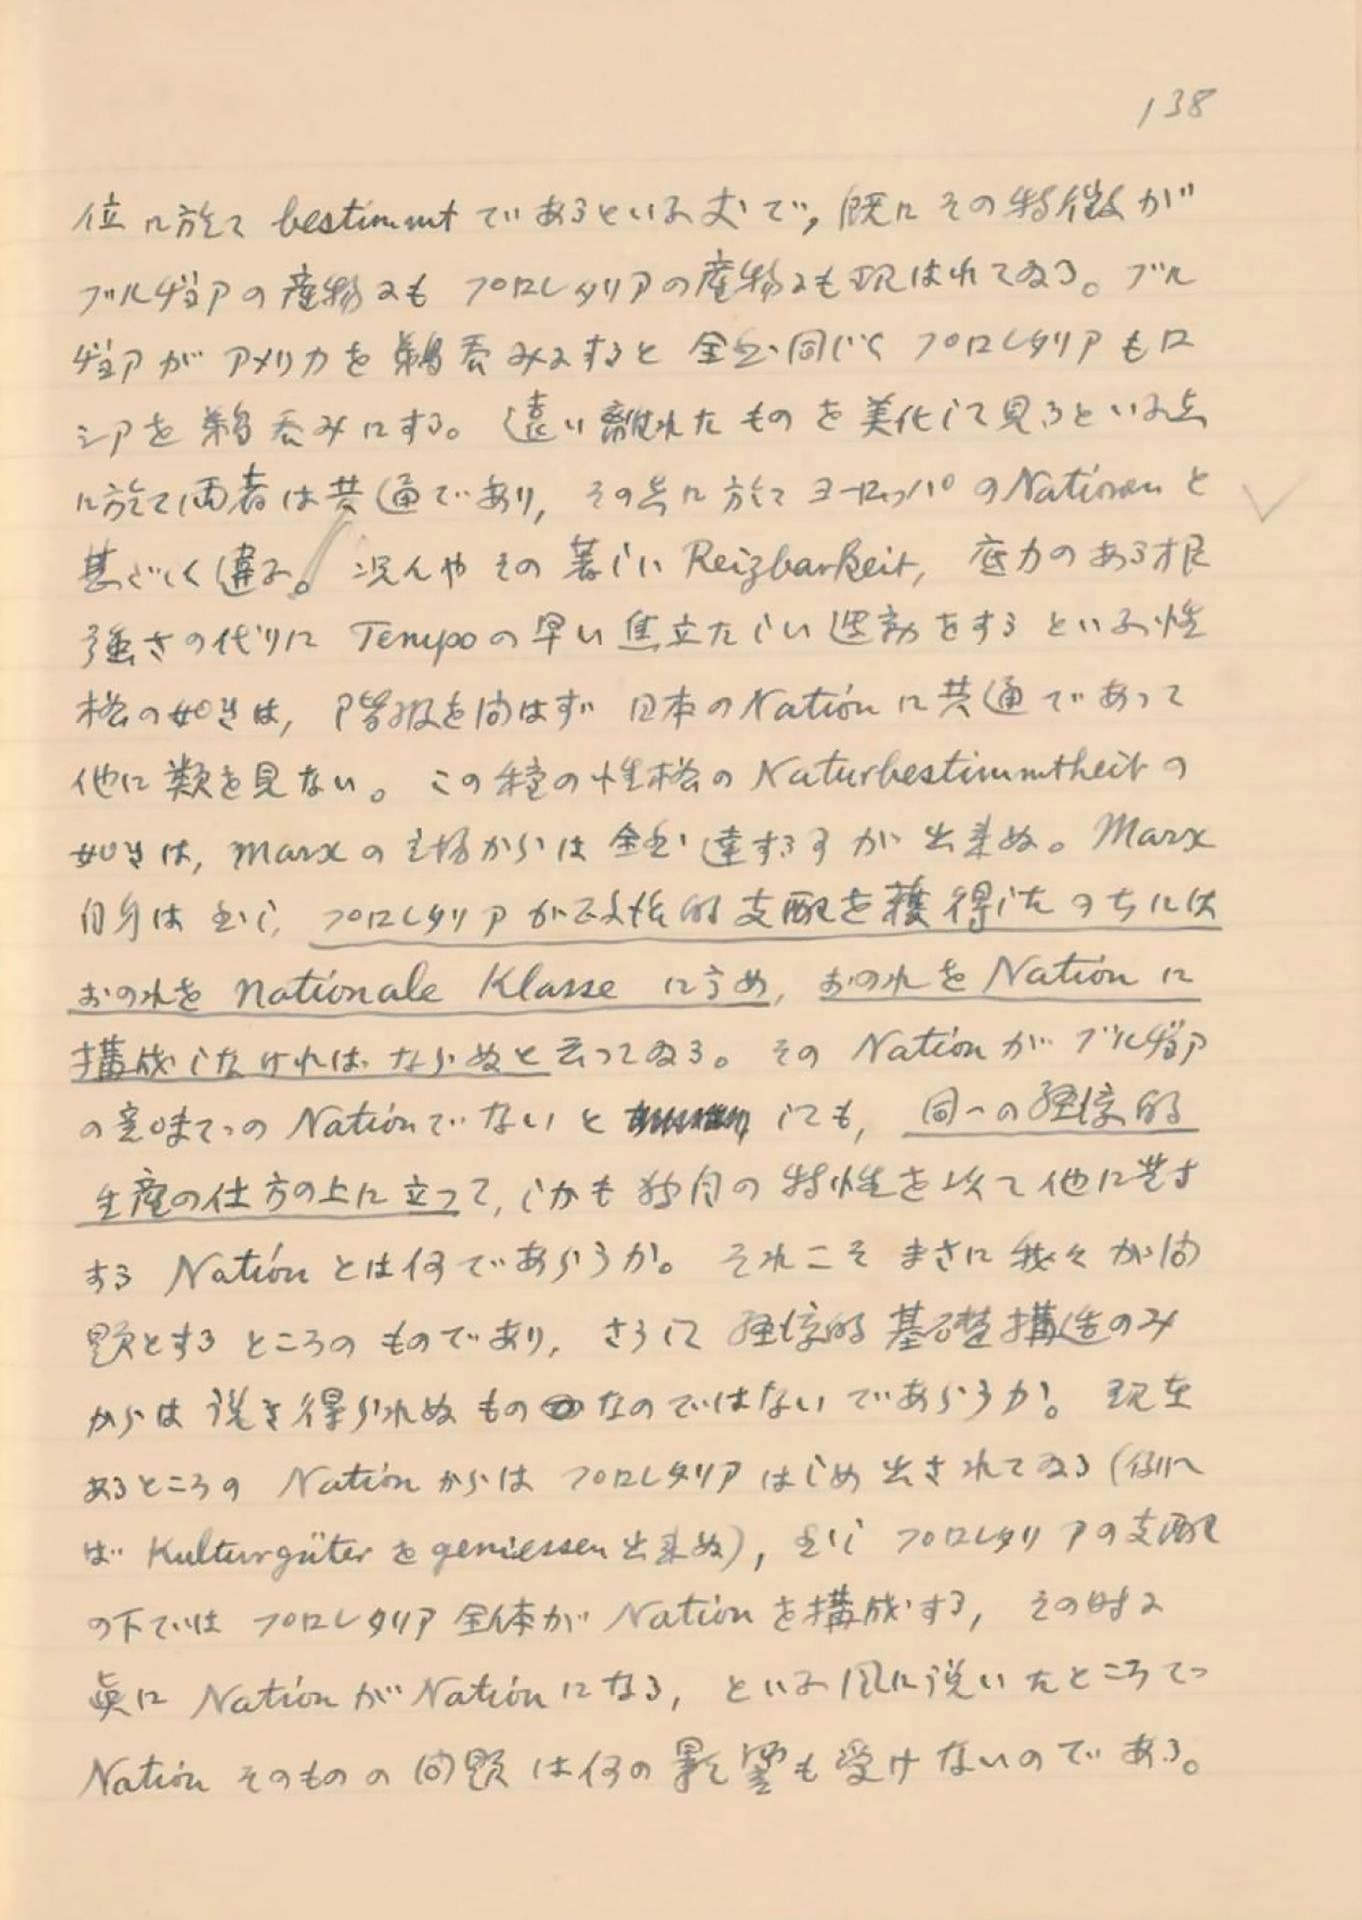 138
位に於て bestimmt であるといふ丈で，既にその特徴が
ブルヂョアの産物にも プロレタリアの産物にも現はれてゐる。ブル
ヂョアがアメリカを鵜呑みにすると 全然同じく プロレタリアもロ
シアを鵜呑みにする。遠い離れたものを美化して見るといふ点
に於て両者は共通であり，その点に於て ヨーロッパの Nationen と
甚だしく違ふ。況んやその著しい Reizbarkeit, 底力のある根
強さの代りに Tempo の早い焦立たしい運動をするといふ性
格の如きは，階級を問はず 日本の Nation に共通であって
他に類を見ない。この種の性格の Naturbestimmtheit の
如きは，Marx の立場からは全然達する事が出来ぬ。Marx
自身は然し，プロレタリアが政治的支配を獲得したのちには
おのれを nationale Klasse に高め，おのれを Nation に
構成しなければならぬと云ってゐる。その Nation がブルヂョア
の意味での Nation でないと しても，同一の経済的
生産の仕方の上に立って，しかも独自の特性を以て他に対す
する Nation とは何であらうか。それこそまさに我々が問
題とするところのものであり，さうして経済的基礎構造のみ
からは説き得られぬものなのではないであらうか。現在
あるところの Nation からは プロレタリアはしめ出されてゐる（例へ
ば Kulturgüter を geniessen 出来ぬ），然し プロレタリアの支配
の下では プロレタリア全体が Nation を構成する，その時に
真に Nation が Nation になる，といふ風に説いたところで
Nation そのものの問題は何の影響も受けないのである。